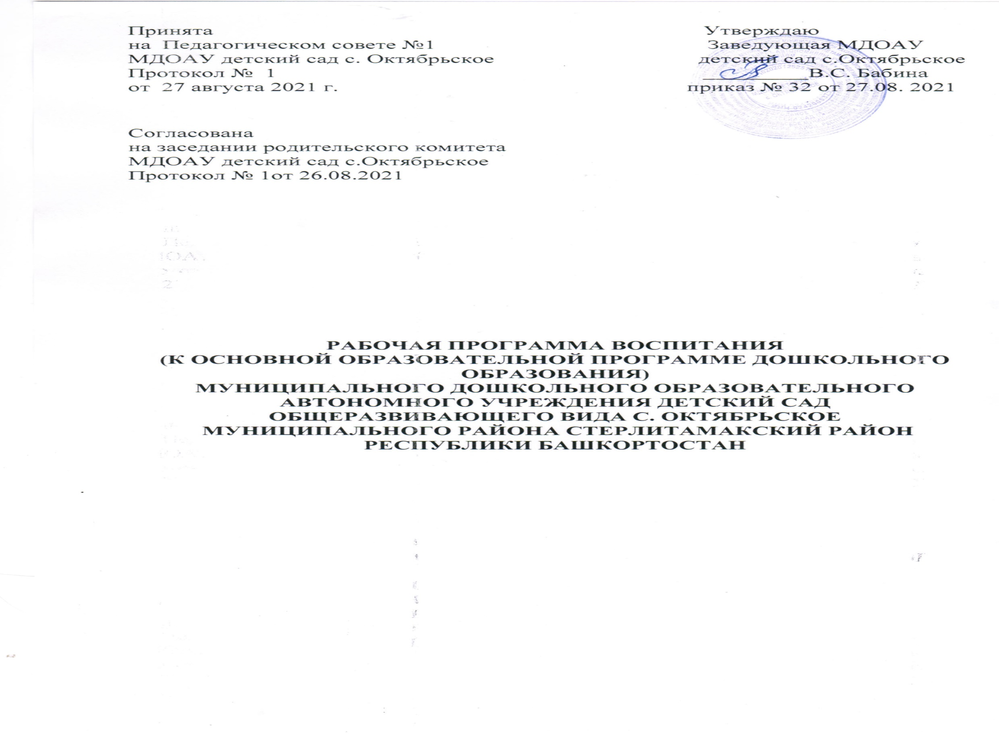 Принята
на Педагогическом совете №1
МДОАУ детский сад с. Октябрьское
Протокол № 1
от 27 августа 2021 г.
Утверждаю
Заведующая МДОАУ
детский сад с.Октябрьское
____________В.С. Бабина
приказ № 32 от 27.08. 2021
Согласована
на заседании родительского комитета
МДОАУ детский сад с.Октябрьское
Протокол № 1от 26.08.2021
РАБОЧАЯ ПРОГРАММА ВОСПИТАНИЯ
(К ОСНОВНОЙ ОБРАЗОВАТЕЛЬНОЙ ПРОГРАММЕ ДОШКОЛЬНОГО
ОБРАЗОВАНИЯ)
МУНИЦИПАЛЬНОГО ДОШКОЛЬНОГО ОБРАЗОВАТЕЛЬНОГО
АВТОНОМНОГО УЧРЕЖДЕНИЯ ДЕТСКИЙ САД
ОБЩЕРАЗВИВАЮЩЕГО ВИДА С. ОКТЯБРЬСКОЕ
МУНИЦИПАЛЬНОГО РАЙОНА СТЕРЛИТАМАКСКИЙ РАЙОН
РЕСПУБЛИКИ БАШКОРТОСТАН